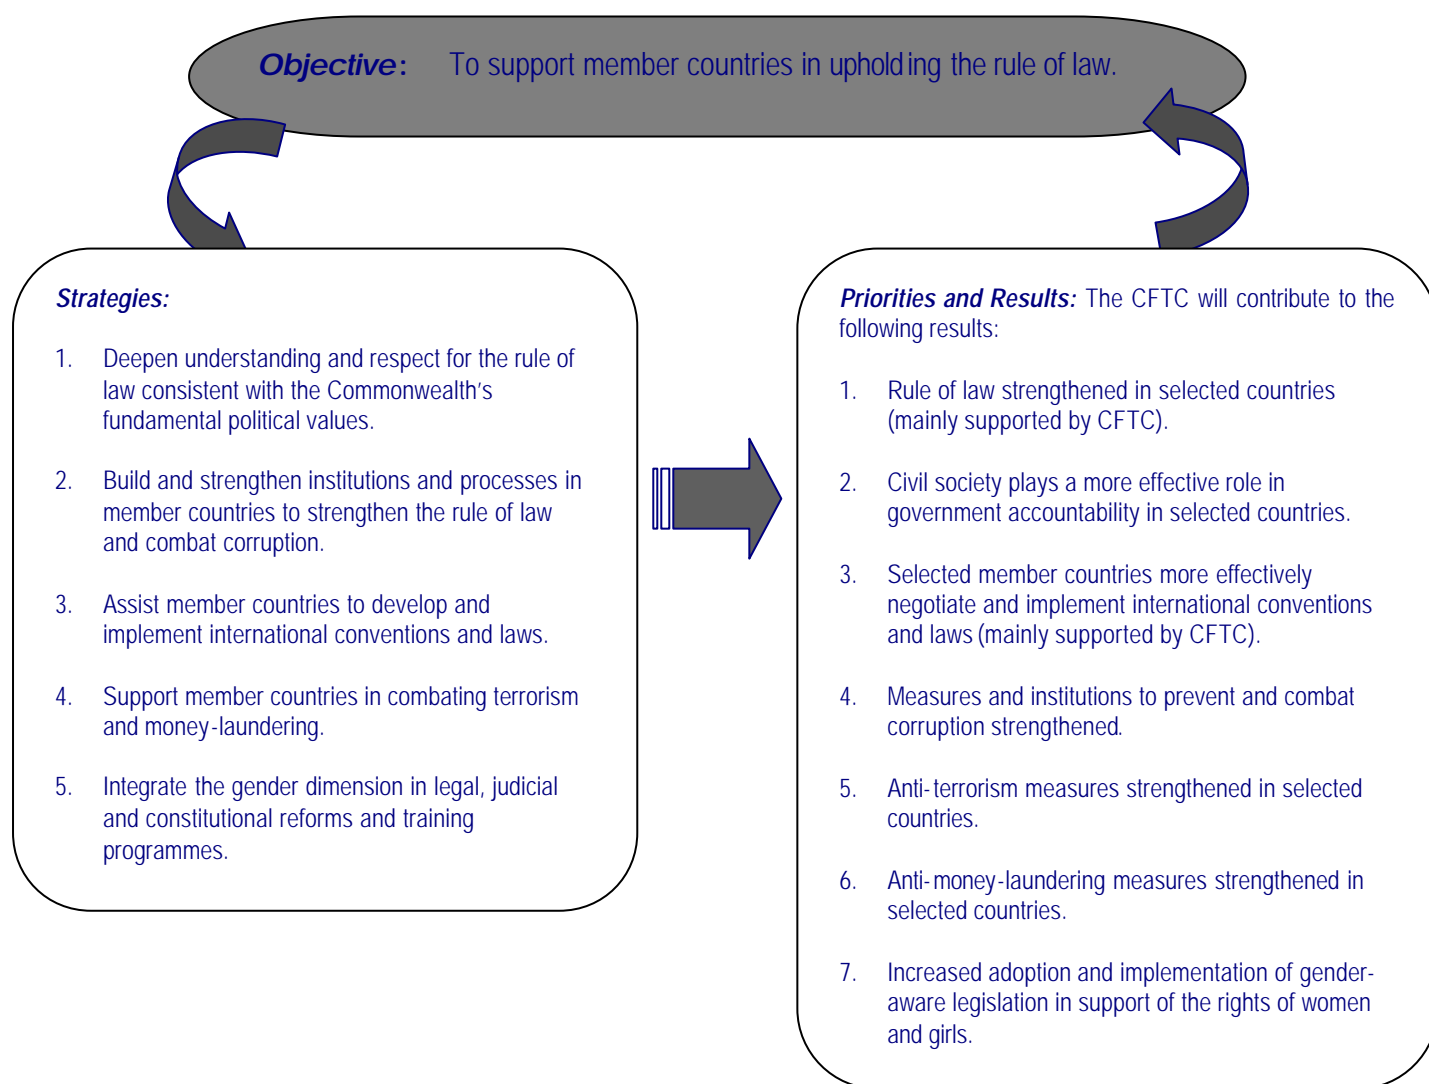 Objective: To support member countries in upholding the rule of law.
Strategies:
1. Deepen understanding and respect for the rule of
law consistent with the Commonwealth's
fundamental political values.
2. Build and strengthen institutions and processes in
member countries to strengthen the rule of law
and combat corruption.
3. Assist member countries to develop and
implement international conventions and laws.
4. Support member countries in combating terrorism
and money-laundering.
5. Integrate the gender dimension in legal, judicial
and constitutional reforms and training
programmes.
Priorities and Results: The CFTC will contribute to the
following results:
1. Rule of law strengthened in selected countries
(mainly supported by CFTC).
2. Civil society plays a more effective role in
government accountability in selected countries.
3. Selected member countries more effectively
negotiate and implement international conventions
and laws (mainly supported by CFTC).
4. Measures and institutions to prevent and combat
corruption strengthened.
5. Anti-terrorism measures strengthened in selected
countries.
6. Anti-money-laundering measures strengthened in
selected countries.
7. Increased adoption and implementation of gender-
aware legislation in support of the rights of women
and girls.